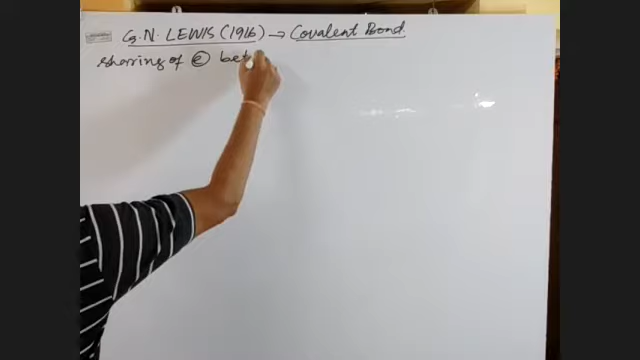 G.N. LEWIS (1916) → Covalent Bond.
sharing of ⓔ bet